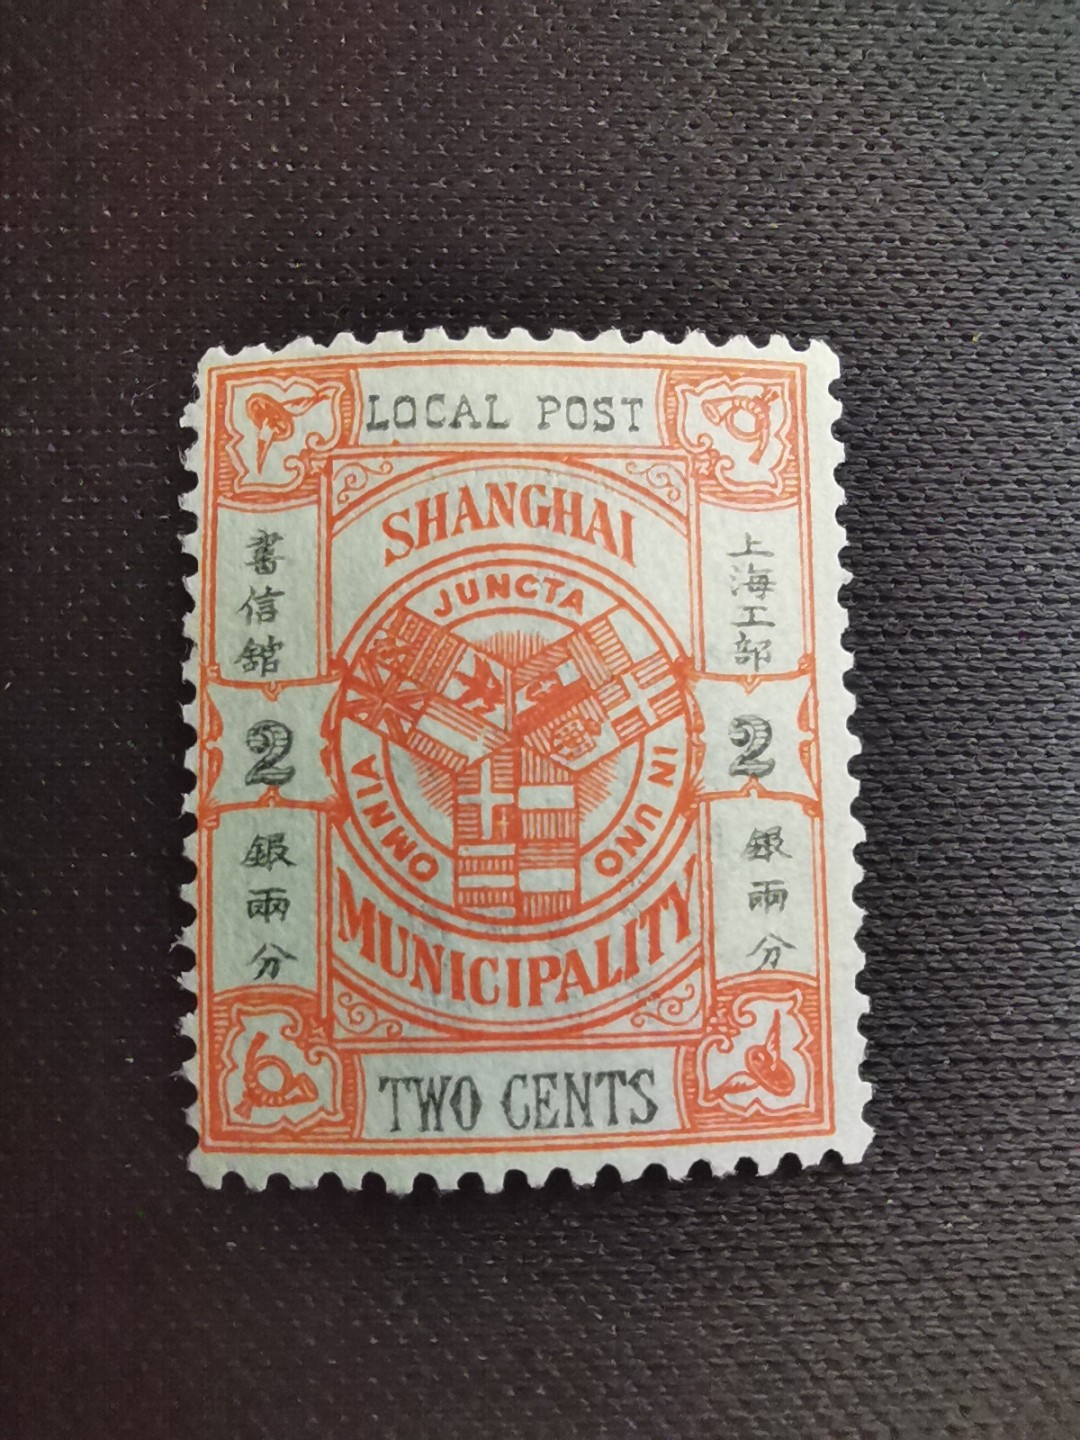 LOCAL POST
SHANGHAI
JUNCTA IN UNO OMNIA
上海工部
書信館
2
2
銀兩分
銀兩分
MUNICIPALITY
TWO CENTS